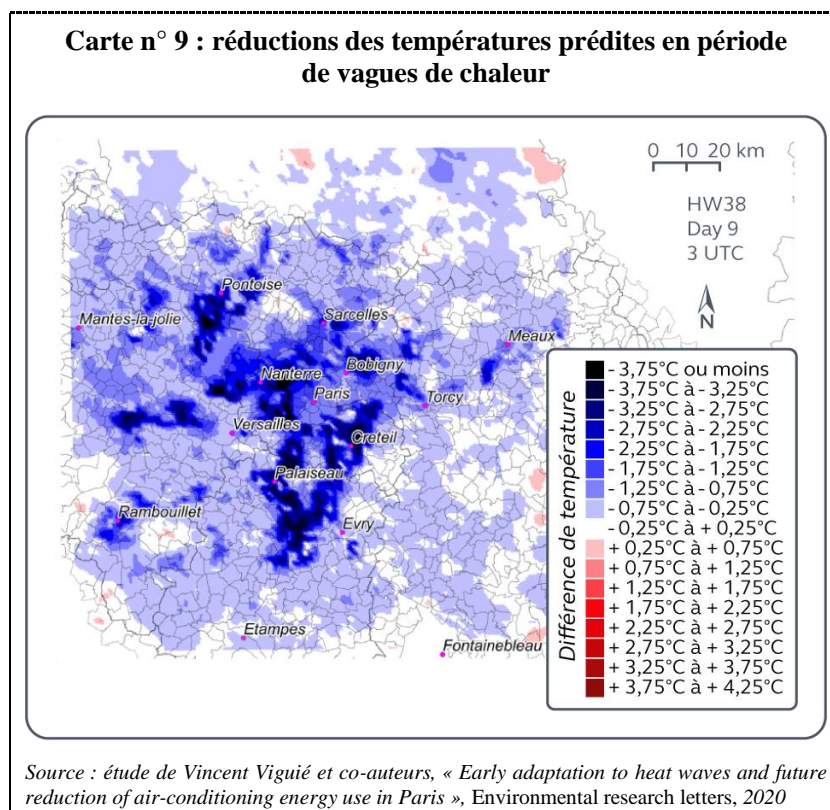 Carte n° 9 : réductions des températures prédites en période
de vagues de chaleur
0 10 20 km
HW38
Day 9
3 UTC
N
Pontoise
Mantes-la-jolie
Sarcelles
Meaux
Nanterre
Bobigny
Paris
Torcy
Versailles
Creteil
Palaiseau
Rambouillet
Evry
Etampes
Fontainebleau
Différence de température
- 3,75°C ou moins
- 3,75°C à - 3,25°C
- 3,25°C à - 2,75°C
- 2,75°C à - 2,25°C
- 2,25°C à - 1,75°C
- 1,75°C à - 1,25°C
- 1,25°C à - 0,75°C
- 0,75°C à - 0,25°C
- 0,25°C à + 0,25°C
+ 0,25°C à + 0,75°C
+ 0,75°C à + 1,25°C
+ 1,25°C à + 1,75°C
+ 1,75°C à + 2,25°C
+ 2,25°C à + 2,75°C
+ 2,75°C à + 3,25°C
+ 3,25°C à + 3,75°C
+ 3,75°C à + 4,25°C
Source : étude de Vincent Viguié et co-auteurs, « Early adaptation to heat waves and future
reduction of air-conditioning energy use in Paris », Environmental research letters, 2020